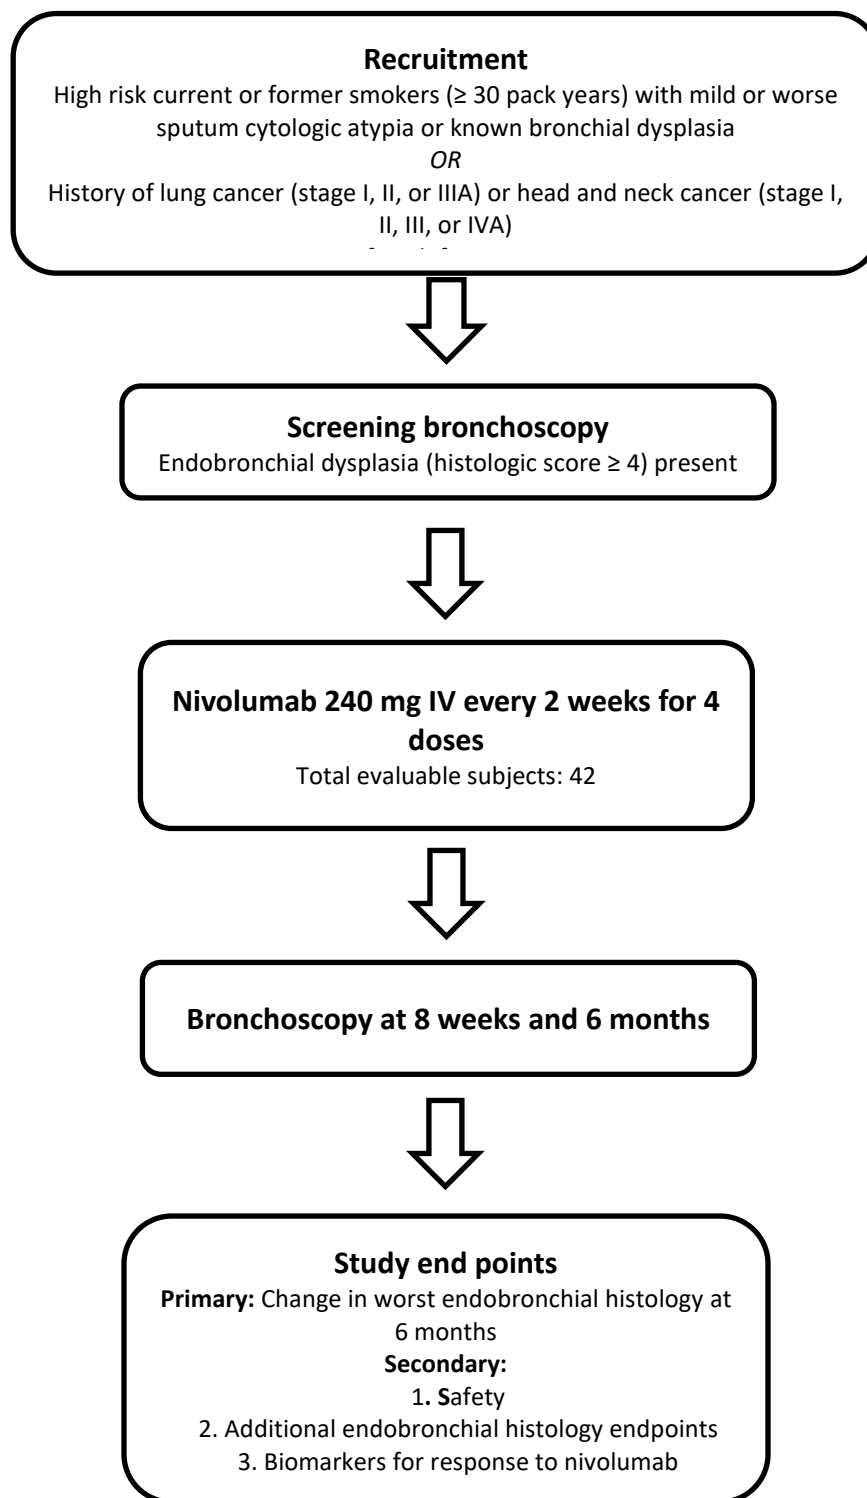 Recruitment
High risk current or former smokers (≥ 30 pack years) with mild or worse
sputum cytologic atypia or known bronchial dysplasia
OR
History of lung cancer (stage I, II, or IIIA) or head and neck cancer (stage I,
II, III, or IVA)
Screening bronchoscopy
Endobronchial dysplasia (histologic score ≥ 4) present
Nivolumab 240 mg IV every 2 weeks for 4
doses
Total evaluable subjects: 42
Bronchoscopy at 8 weeks and 6 months
Study end points
Primary: Change in worst endobronchial histology at
6 months
Secondary:
1. Safety
2. Additional endobronchial histology endpoints
3. Biomarkers for response to nivolumab